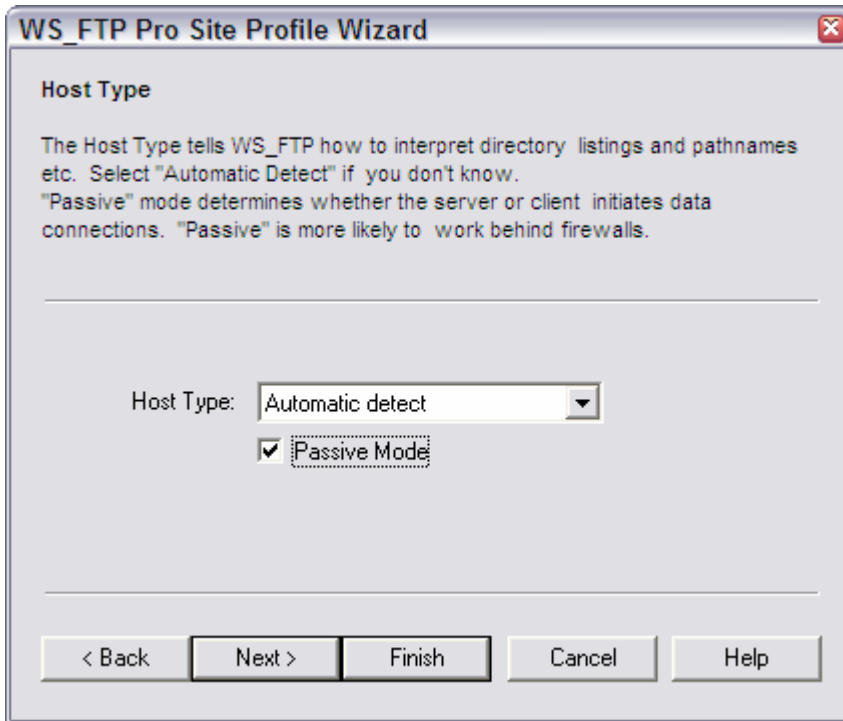 WS_FTP Pro Site Profile Wizard
Host Type
The Host Type tells WS_FTP how to interpret directory listings and pathnames
etc. Select "Automatic Detect" if you don't know.
"Passive" mode determines whether the server or client initiates data
connections. "Passive" is more likely to work behind firewalls.
Host Type: Automatic detect
Passive Mode
< Back Next > Finish Cancel Help